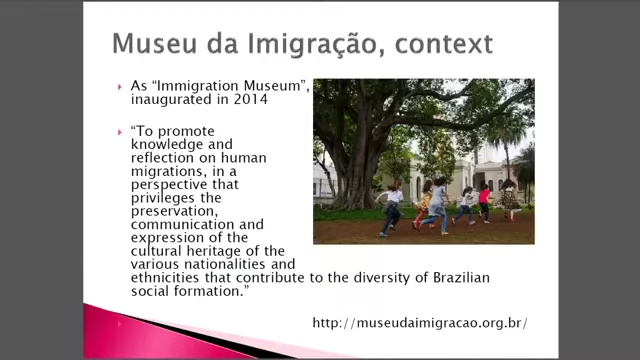 Museu da Imigração, context
As “Immigration Museum”,
inaugurated in 2014
“To promote
knowledge and
reflection on human
migrations, in a
perspective that
privileges the
preservation,
communication and
expression of the
cultural heritage of the
various nationalities and
ethnicities that contribute to the diversity of Brazilian
social formation.”
http://museudaimigracao.org.br/